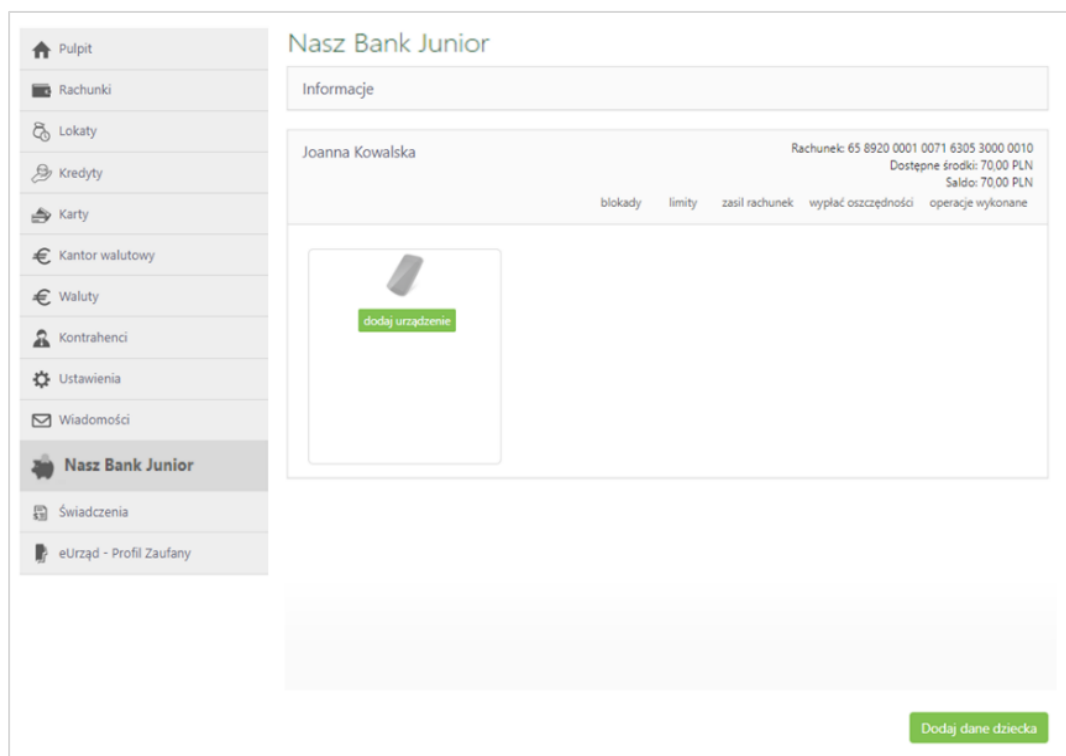 Pulpit
Rachunki
Lokaty
Kredyty
Karty
Kantor walutowy
Waluty
Kontrahenci
Ustawienia
Wiadomości
Nasz Bank Junior
Świadczenia
eUrząd - Profil Zaufany
Nasz Bank Junior
Informacje
Joanna Kowalska
Rachunek: 65 8920 0001 0071 6305 3000 0010
Dostępne środki: 70,00 PLN
Saldo: 70,00 PLN
blokady limity zasil rachunek wypłać oszczędności operacje wykonane
dodaj urządzenie
Dodaj dane dziecka